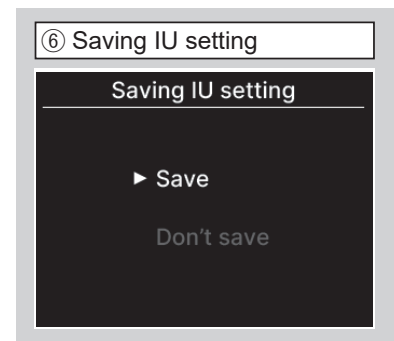 ⑥ Saving IU setting
Saving IU setting
► Save
Don't save